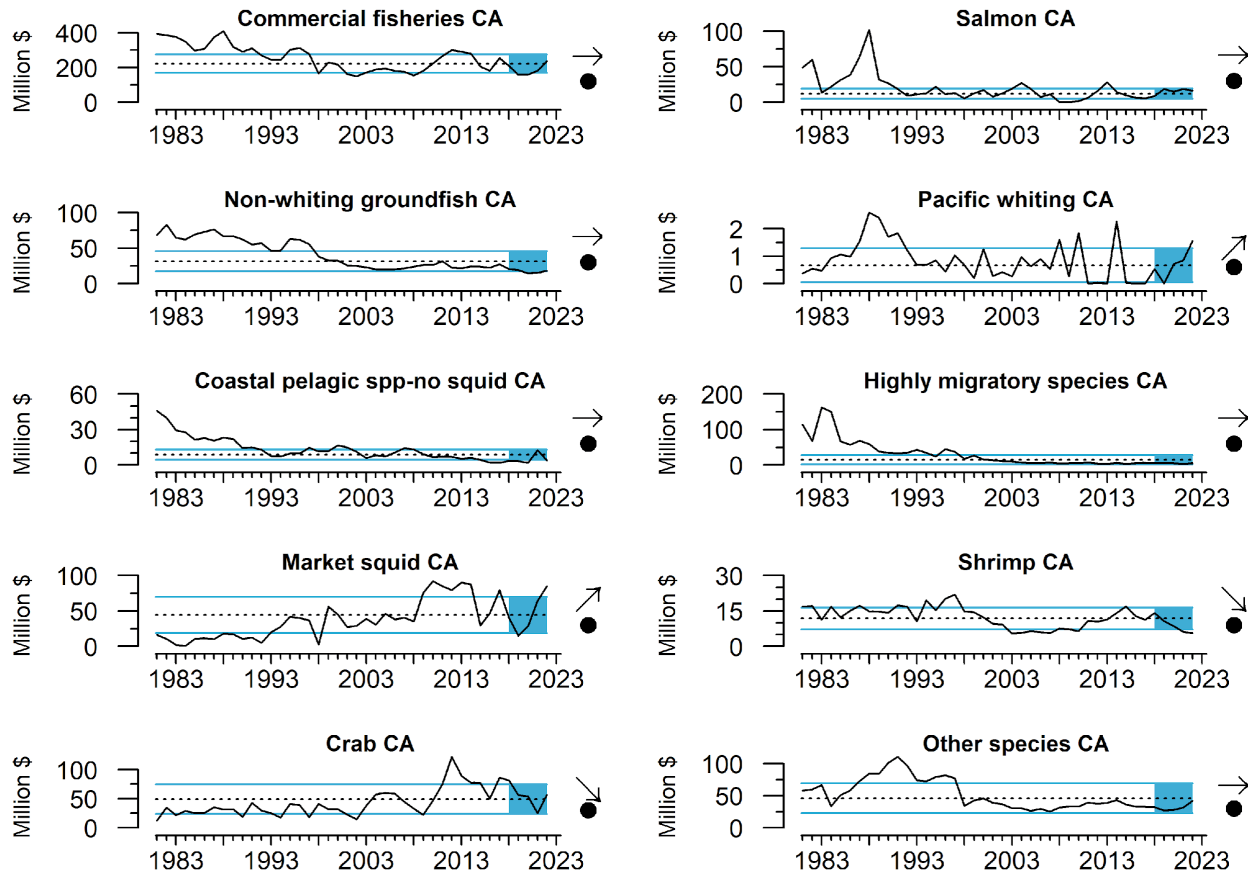 Commercial fisheries CA
Million $
400
200
0
1983 1993 2003 2013 2023
Salmon CA
Million $
100
50
0
1983 1993 2003 2013 2023
Non-whiting groundfish CA
Million $
100
50
0
1983 1993 2003 2013 2023
Pacific whiting CA
Million $
2
1
0
1983 1993 2003 2013 2023
Coastal pelagic spp-no squid CA
Million $
60
30
0
1983 1993 2003 2013 2023
Highly migratory species CA
Million $
200
100
0
1983 1993 2003 2013 2023
Market squid CA
Million $
100
50
0
1983 1993 2003 2013 2023
Shrimp CA
Million $
30
15
0
1983 1993 2003 2013 2023
Crab CA
Million $
100
50
0
1983 1993 2003 2013 2023
Other species CA
Million $
100
50
0
1983 1993 2003 2013 2023